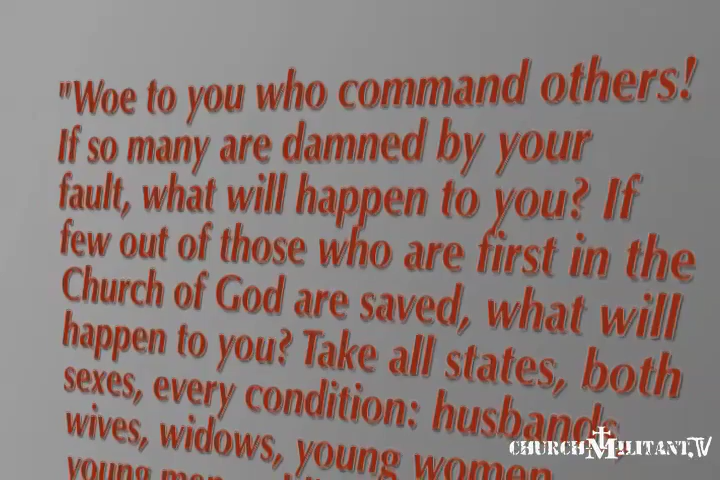 "Woe to you who command others!
If so many are damned by your
fault, what will happen to you? If
few out of those who are first in the
Church of God are saved, what will
happen to you? Take all states, both
sexes, every condition: husbands,
wives, widows, young women,
young men
CHURCHMILITANT.TV